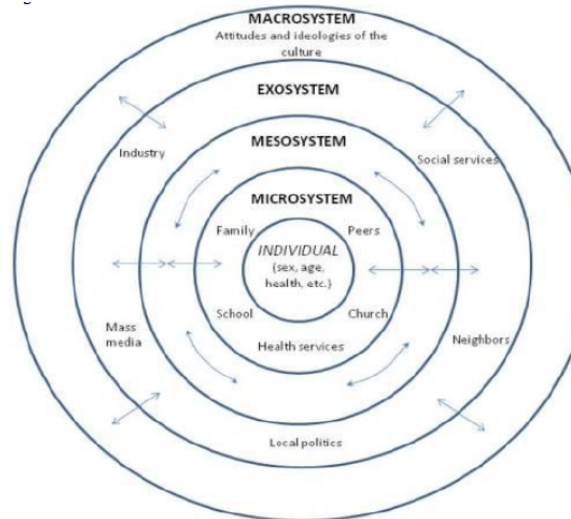 MACROSYSTEM
Attitudes and ideologies of the
culture
EXOSYSTEM
MESOSYSTEM
Industry
Social services
MICROSYSTEM
Family
Peers
INDIVIDUAL
(sex, age,
health, etc.)
School
Church
Mass
media
Health services
Neighbors
Local politics